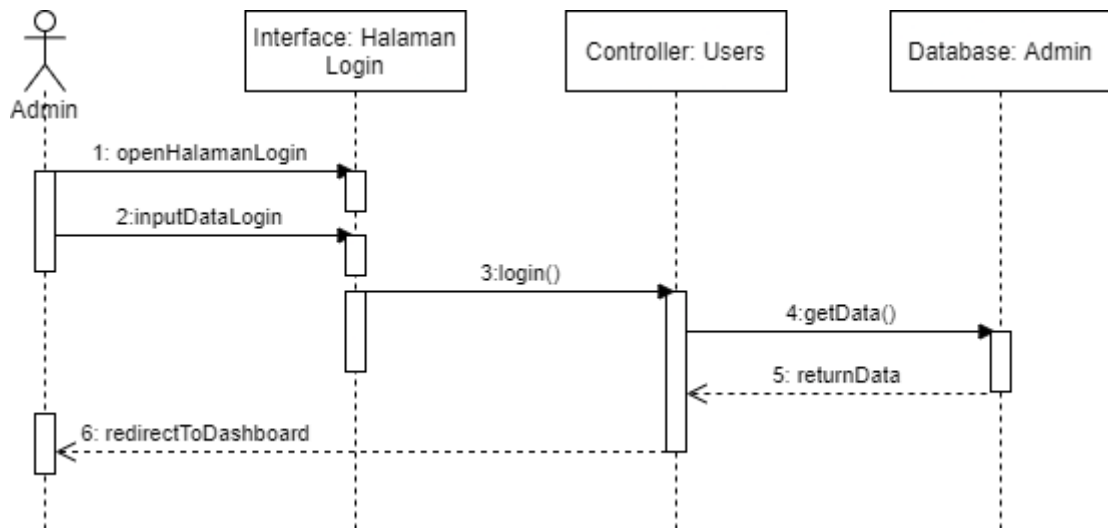 Interface: Halaman
Login
Controller: Users
Database: Admin
Admin
1: openHalamanLogin
2:inputDataLogin
3:login()
4:getData()
5: returnData
6: redirectToDashboard